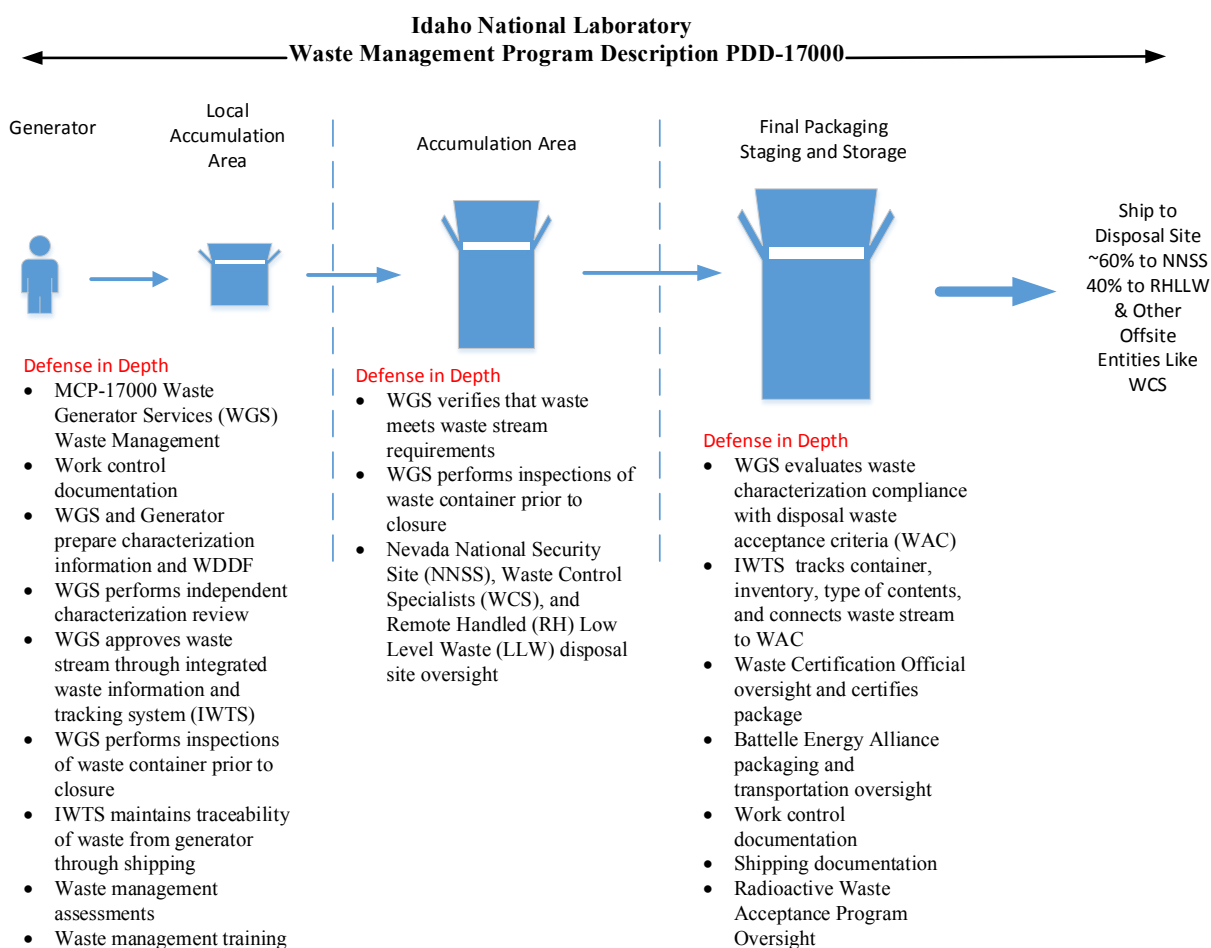 Idaho National Laboratory
Waste Management Program Description PDD-17000
Generator
Local
Accumulation
Area
Accumulation Area
Final Packaging
Staging and Storage
Ship to
Disposal Site
~60% to NNSS
40% to RHLLW
& Other
Offsite
Entities Like
WCS
Defense in Depth
• MCP-17000 Waste
Generator Services (WGS)
Waste Management
• Work control
documentation
• WGS and Generator
prepare characterization
information and WDDF
• WGS performs independent
characterization review
• WGS approves waste
stream through integrated
waste information and
tracking system (IWTS)
• WGS performs inspections
of waste container prior to
closure
• IWTS maintains traceability
of waste from generator
through shipping
• Waste management
assessments
• Waste management training
Defense in Depth
• WGS verifies that waste
meets waste stream
requirements
• WGS performs inspections of
waste container prior to
closure
• Nevada National Security
Site (NNSS), Waste Control
Specialists (WCS), and
Remote Handled (RH) Low
Level Waste (LLW) disposal
site oversight
Defense in Depth
• WGS evaluates waste
characterization compliance
with disposal waste
acceptance criteria (WAC)
• IWTS tracks container,
inventory, type of contents,
and connects waste stream
to WAC
• Waste Certification Official
oversight and certifies
package
• Battelle Energy Alliance
packaging and
transportation oversight
• Work control
documentation
• Shipping documentation
• Radioactive Waste
Acceptance Program
Oversight